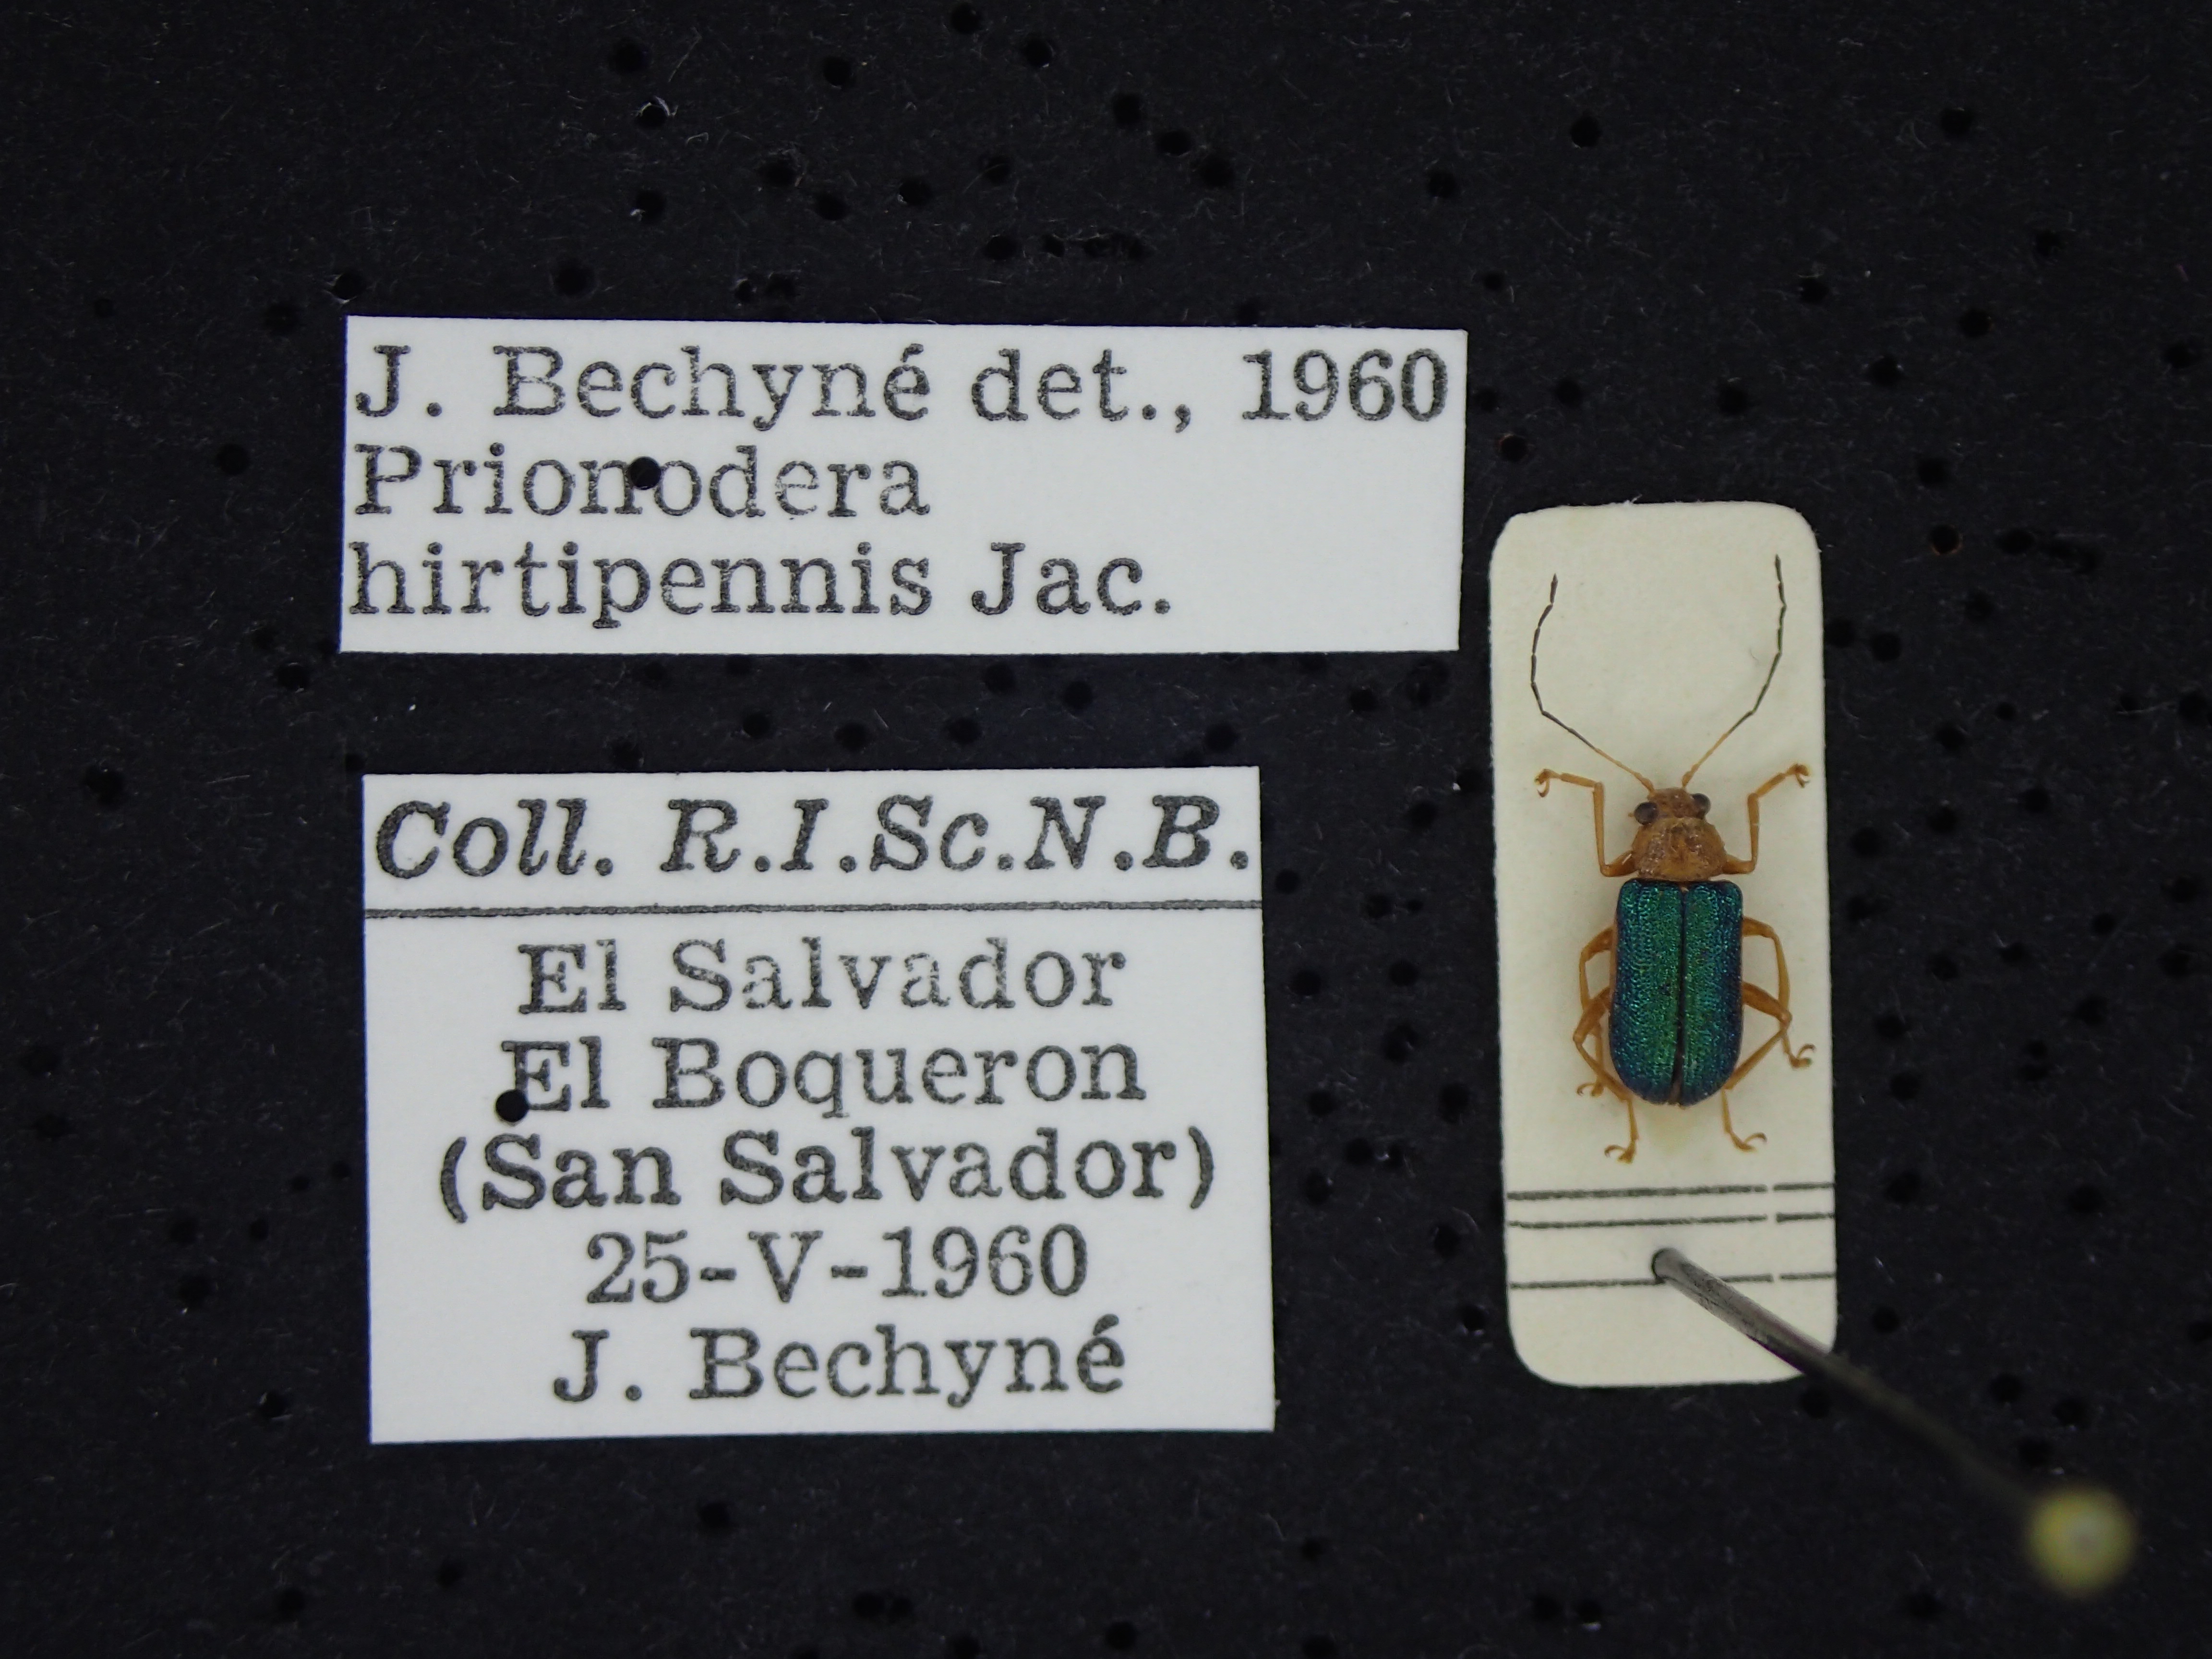 J. Bechyné det., 1960
Prionodera
hirtipennis Jac.
Coll. R.I.Sc.N.B.
El Salvador
El Boqueron
(San Salvador)
25-V-1960
J. Bechyné